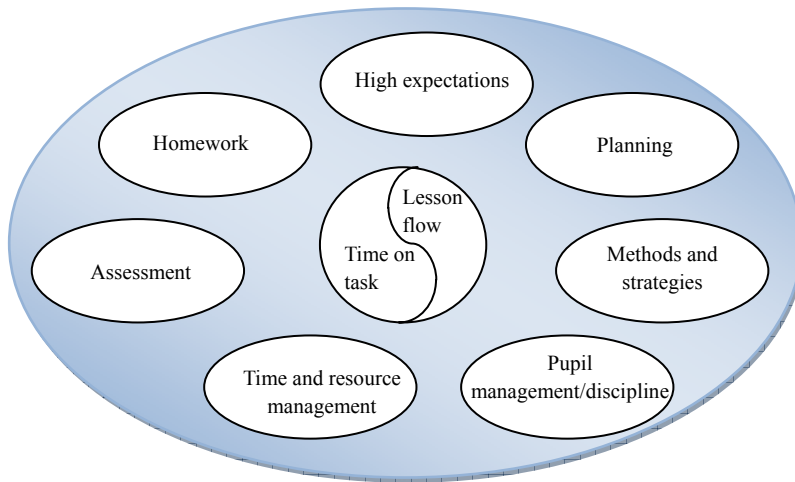 High expectations
Homework
Planning
Lesson
flow
Time on
task
Assessment
Methods and
strategies
Time and resource
management
Pupil
management/discipline